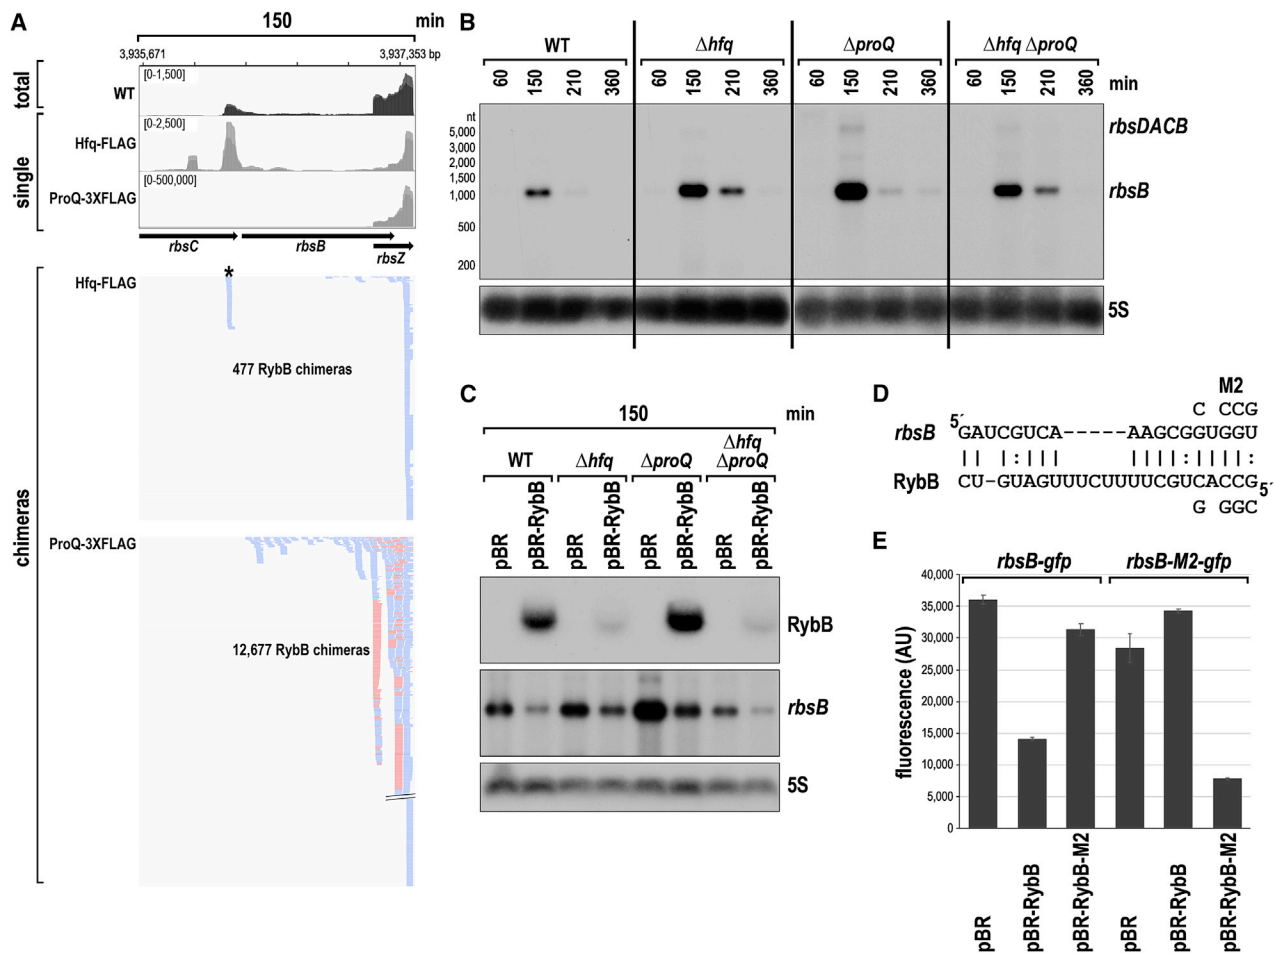 A
150 min
3,935,671 3,937,353 bp
total
WT
[0-1,500]
single
Hfq-FLAG
[0-2,500]
ProQ-3XFLAG
[0-500,000]
rbsC rbsB rbsZ
chimeras
Hfq-FLAG
*
477 RybB chimeras
ProQ-3XFLAG
12,677 RybB chimeras
B
WT Δhfq ΔproQ Δhfq ΔproQ
60 150 210 360 60 150 210 360 60 150 210 360 60 150 210 360 min
nt
5,000
3,000
2,000
1,500
1,000
500
200
rbsDACB
rbsB
5S
C
150 min
WT Δhfq ΔproQ Δhfq ΔproQ
pBR pBR-RybB pBR pBR-RybB pBR pBR-RybB pBR pBR-RybB
RybB
rbsB
5S
D
M2
C CCG
rbsB 5´GAUCGUCA-----AAGCGGUGGU
|| |:||| ||||:||||:
RybB CU-GUAGUUUCUUUUCGUCACCG5´
G GGC
E
rbsB-gfp rbsB-M2-gfp
fluorescence (AU)
40,000
35,000
30,000
25,000
20,000
15,000
10,000
5,000
0
pBR pBR-RybB pBR-RybB-M2 pBR pBR-RybB pBR-RybB-M2